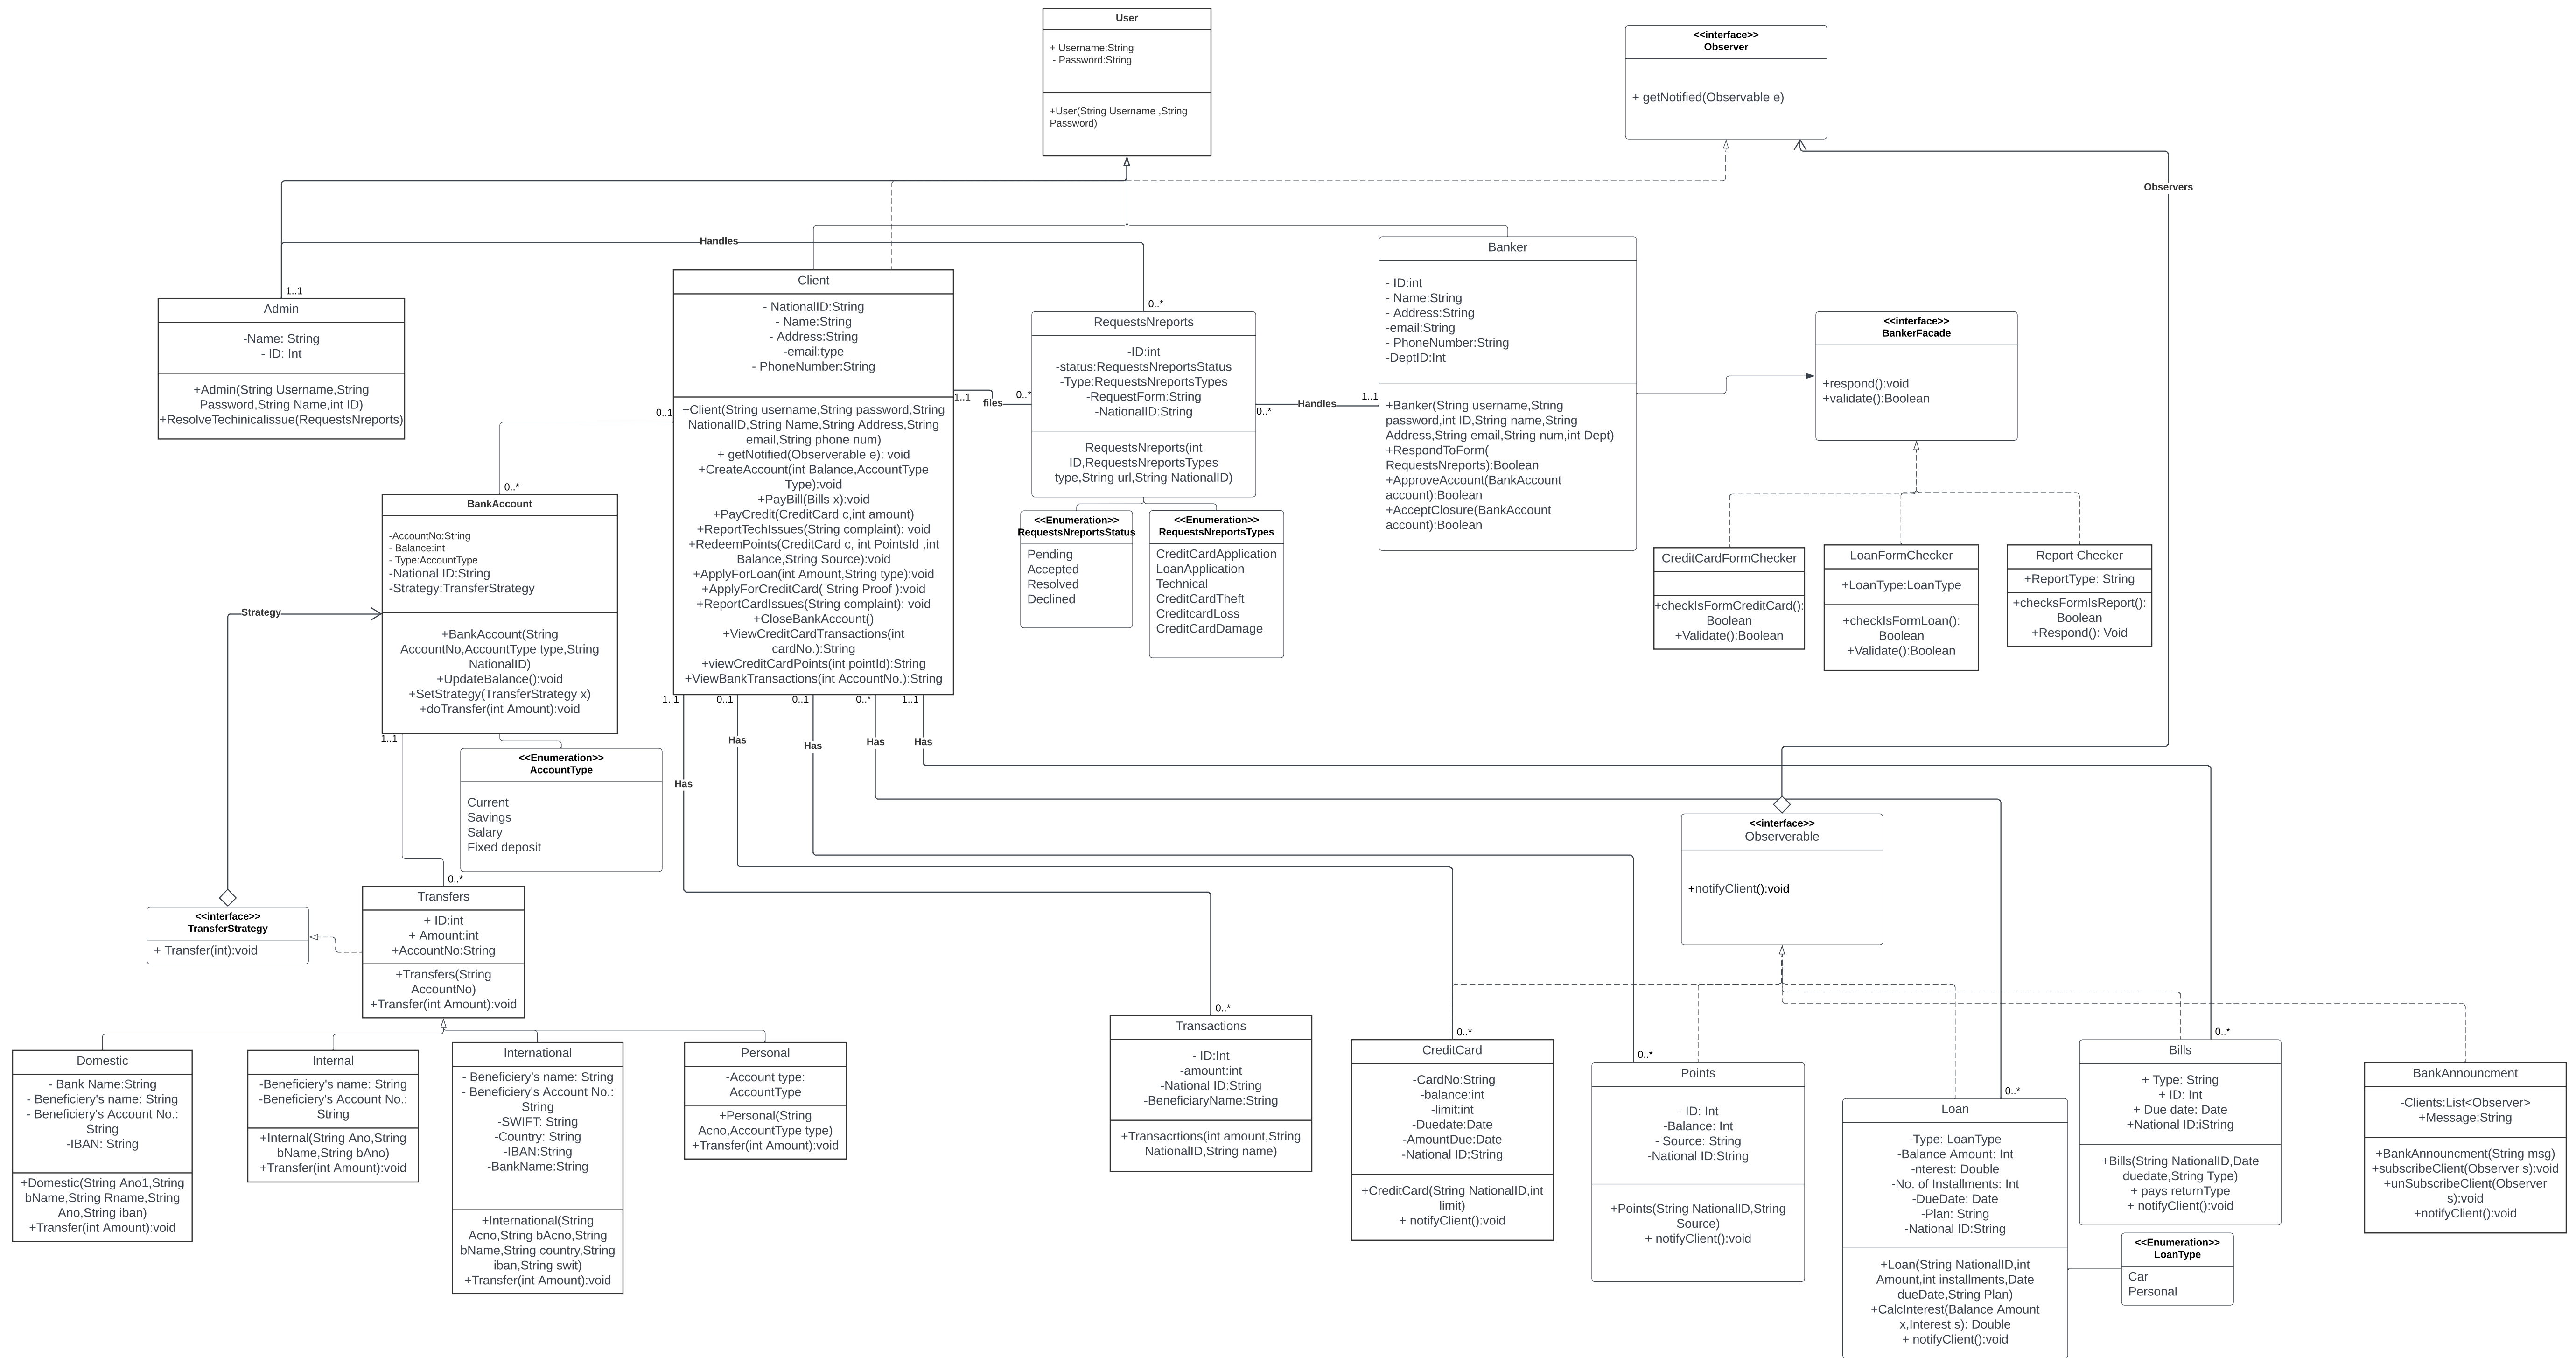 User
+ Username:String
- Password:String
+User(String Username ,String
Password)
<<interface>>
Observer
+ getNotified(Observable e)
Observers
Handles
1..1
0..*
Admin
-Name: String
- ID: Int
+Admin(String Username,String
Password,String Name,int ID)
+ResolveTechinicalissue(RequestsNreports)
Client
- NationalID:String
- Name:String
- Address:String
-email:type
- PhoneNumber:String
+Client(String username,String password,String
NationalID,String Name,String Address,String
email,String phone num)
+ getNotified(Observerable e): void
+CreateAccount(int Balance,AccountType
Type):void
+PayBill(Bills x):void
+PayCredit(CreditCard c,int amount)
+ReportTechIssues(String complaint): void
+RedeemPoints(CreditCard c, int PointsId ,int
Balance,String Source):void
+ApplyForLoan(int Amount,String type):void
+ApplyForCreditCard( String Proof ):void
+ReportCardIssues(String complaint): void
+CloseBankAccount()
+ViewCreditCardTransactions(int
cardNo.):String
+viewCreditCardPoints(int pointId):String
+ViewBankTransactions(int AccountNo.):String
1..1
files
0..*
RequestsNreports
-ID:int
-status:RequestsNreportsStatus
-Type:RequestsNreportsTypes
-RequestForm:String
-NationalID:String
RequestsNreports(int
ID,RequestsNreportsTypes
type,String url,String NationalID)
<<Enumeration>>
RequestsNreportsStatus
Pending
Accepted
Resolved
Declined
<<Enumeration>>
RequestsNreportsTypes
CreditCardApplication
LoanApplication
Technical
CreditCardTheft
CreditcardLoss
CreditCardDamage
0..*
Handles
1..1
Banker
- ID:int
- Name:String
- Address:String
-email:String
- PhoneNumber:String
-DeptID:Int
+Banker(String username,String
password,int ID,String name,String
Address,String email,String num,int Dept)
+RespondToForm(
RequestsNreports):Boolean
+ApproveAccount(BankAccount
account):Boolean
+AcceptClosure(BankAccount
account):Boolean
<<interface>>
BankerFacade
+respond():void
+validate():Boolean
CreditCardFormChecker
+checkIsFormCreditCard():
Boolean
+Validate():Boolean
LoanFormChecker
+LoanType:LoanType
+checkIsFormLoan():
Boolean
+Validate():Boolean
Report Checker
+ReportType: String
+checksFormIsReport():
Boolean
+Respond(): Void
0..1
0..*
BankAccount
-AccountNo:String
- Balance:int
- Type:AccountType
-National ID:String
-Strategy:TransferStrategy
+BankAccount(String
AccountNo,AccountType type,String
NationalID)
+UpdateBalance():void
+SetStrategy(TransferStrategy x)
+doTransfer(int Amount):void
Strategy
1..1
<<Enumeration>>
AccountType
Current
Savings
Salary
Fixed deposit
1..1
0..1
0..1
0..*
1..1
Has
Has
Has
Has
Has
<<interface>>
Observerable
+notifyClient():void
<<interface>>
TransferStrategy
+ Transfer(int):void
0..*
Transfers
+ ID:int
+ Amount:int
+AccountNo:String
+Transfers(String
AccountNo)
+Transfer(int Amount):void
Domestic
- Bank Name:String
- Beneficiery's name: String
- Beneficiery's Account No.:
String
-IBAN: String
+Domestic(String Ano1,String
bName,String Rname,String
Ano,String iban)
+Transfer(int Amount):void
Internal
-Beneficiery's name: String
-Beneficiery's Account No.:
String
+Internal(String Ano,String
bName,String bAno)
+Transfer(int Amount):void
International
- Beneficiery's name: String
- Beneficiery's Account No.:
String
-SWIFT: String
-Country: String
-IBAN:String
-BankName:String
+International(String
Acno,String bAcno,String
bName,String country,String
iban,String swit)
+Transfer(int Amount):void
Personal
-Account type:
AccountType
+Personal(String
Acno,AccountType type)
+Transfer(int Amount):void
0..*
Transactions
- ID:Int
-amount:int
-National ID:String
-BeneficiaryName:String
+Transacrtions(int amount,String
NationalID,String name)
0..*
CreditCard
-CardNo:String
-balance:int
-limit:int
-Duedate:Date
-AmountDue:Date
-National ID:String
+CreditCard(String NationalID,int
limit)
+ notifyClient():void
0..*
Points
- ID: Int
-Balance: Int
- Source: String
-National ID:String
+Points(String NationalID,String
Source)
+ notifyClient():void
0..*
Loan
-Type: LoanType
-Balance Amount: Int
-nterest: Double
-No. of Installments: Int
-DueDate: Date
-Plan: String
-National ID:String
+Loan(String NationalID,int
Amount,int installments,Date
dueDate,String Plan)
+CalcInterest(Balance Amount
x,Interest s): Double
+ notifyClient():void
0..*
Bills
+ Type: String
+ ID: Int
+ Due date: Date
+National ID:iString
+Bills(String NationalID,Date
duedate,String Type)
+ pays returnType
+ notifyClient():void
<<Enumeration>>
LoanType
Car
Personal
BankAnnouncment
-Clients:List<Observer>
+Message:String
+BankAnnouncment(String msg)
+subscribeClient(Observer s):void
+unSubscribeClient(Observer
s):void
+notifyClient():void